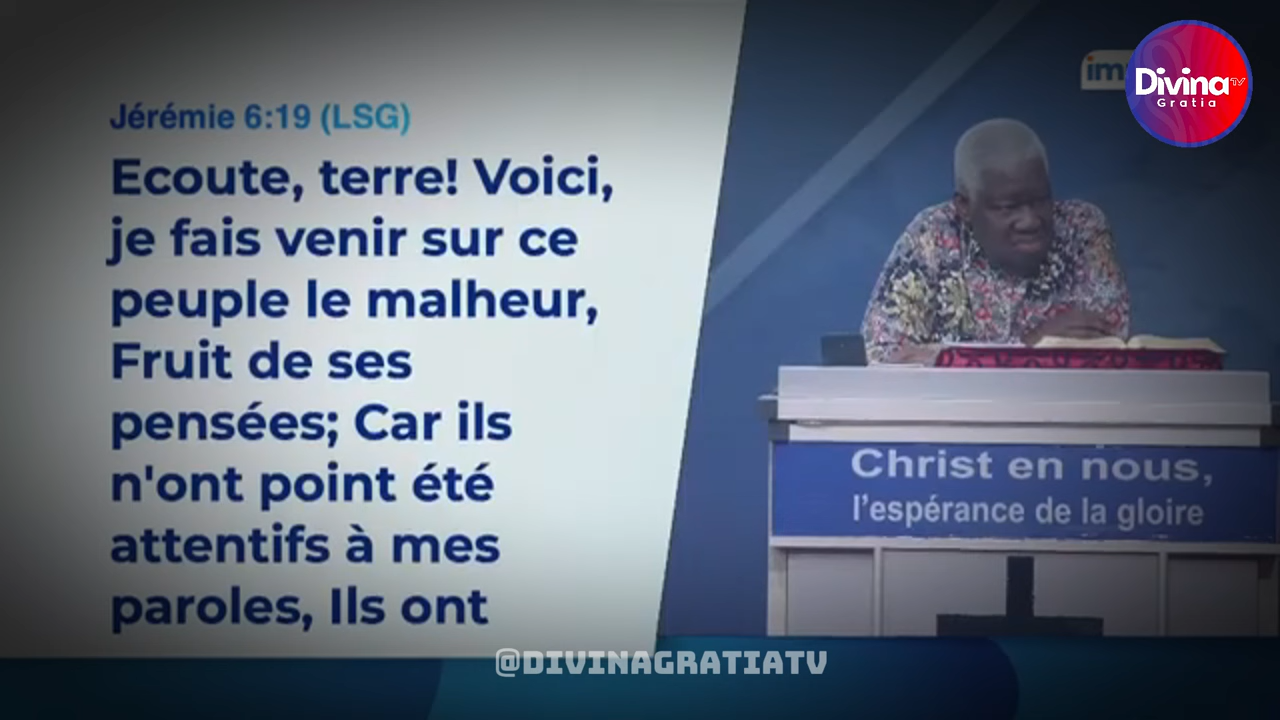 Jérémie 6:19 (LSG)
Ecoute, terre! Voici,
je fais venir sur ce
peuple le malheur,
Fruit de ses
pensées; Car ils
n'ont point été
attentifs à mes
paroles, Ils ont
Divina TV
Gratia
Christ en nous,
l'espérance de la gloire
@DIVINAGRATIATV